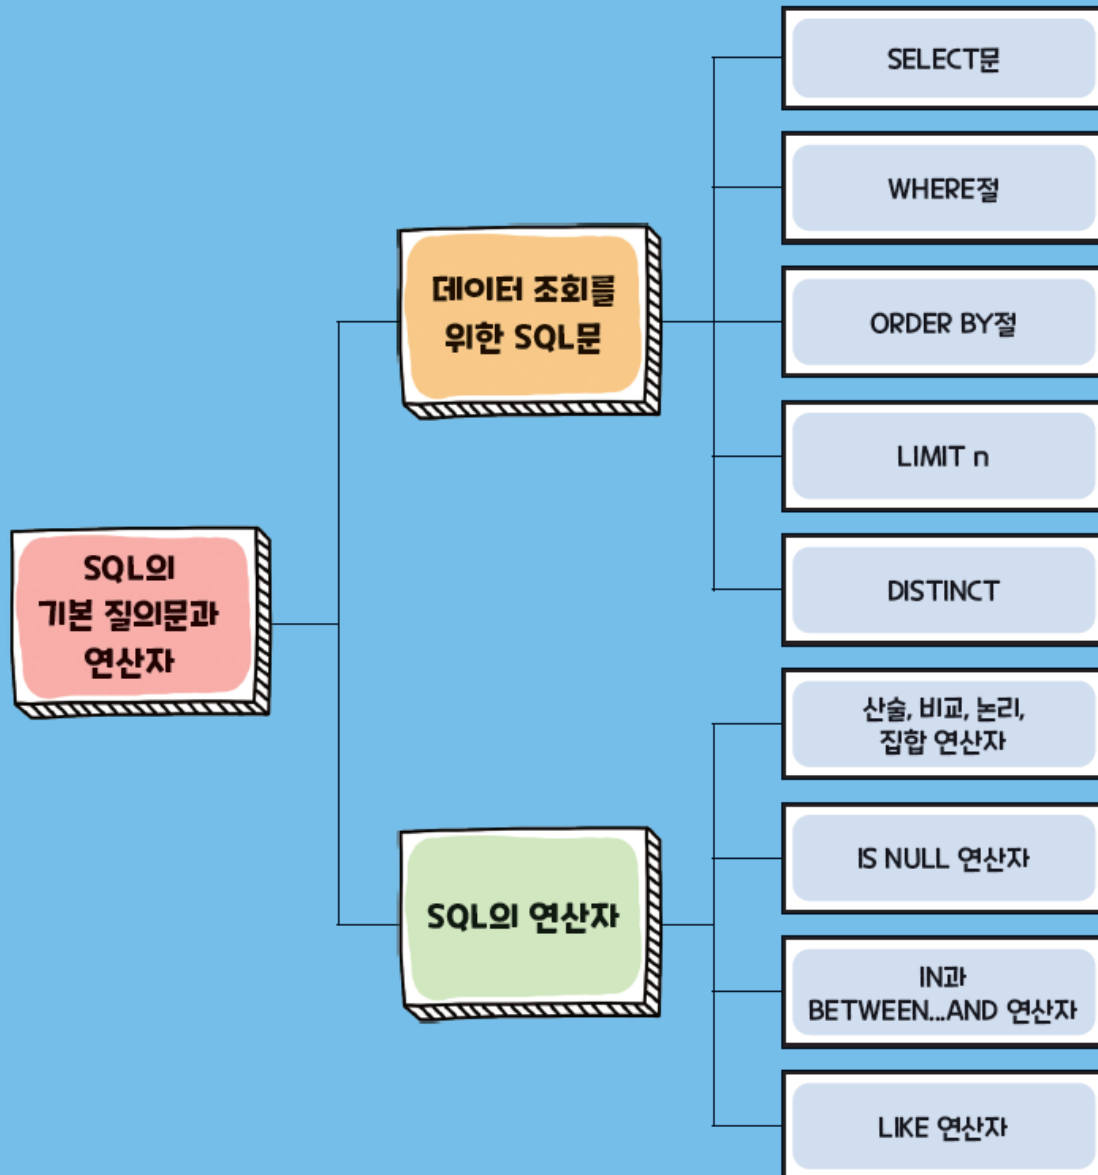 SQL의
기본 질의문과
연산자
데이터 조회를
위한 SQL문
SELECT문
WHERE절
ORDER BY절
LIMIT n
DISTINCT
SQL의 연산자
산술, 비교, 논리,
집합 연산자
IS NULL 연산자
IN과
BETWEEN...AND 연산자
LIKE 연산자